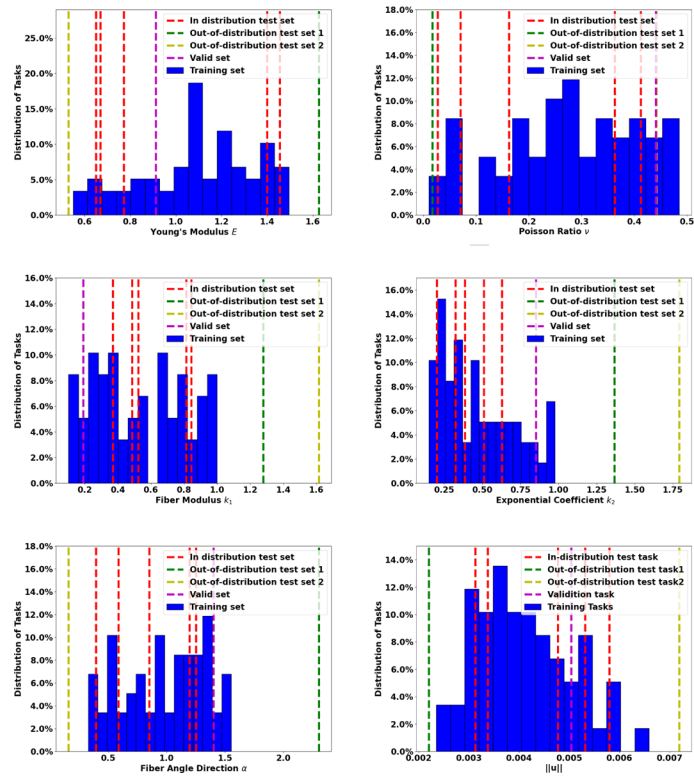 In distribution test set
Out-of-distribution test set 1
Out-of-distribution test set 2
Valid set
Training set
25.0%
20.0%
15.0%
10.0%
5.0%
0.0%
Distribution of Tasks
0.6
0.8
1.0
1.2
1.4
1.6
Young's Modulus E
In distribution test set
Out-of-distribution test set 1
Out-of-distribution test set 2
Valid set
Training set
18.0%
16.0%
14.0%
12.0%
10.0%
8.0%
6.0%
4.0%
2.0%
0.0%
Distribution of Tasks
0.0
0.1
0.2
0.3
0.4
0.5
Poisson Ratio ν
In distribution test set
Out-of-distribution test set 1
Out-of-distribution test set 2
Valid set
Training set
16.0%
14.0%
12.0%
10.0%
8.0%
6.0%
4.0%
2.0%
0.0%
Distribution of Tasks
0.2
0.4
0.6
0.8
1.0
1.2
1.4
1.6
Fiber Modulus k₁
In distribution test set
Out-of-distribution test set 1
Out-of-distribution test set 2
Valid set
Training set
16.0%
14.0%
12.0%
10.0%
8.0%
6.0%
4.0%
2.0%
0.0%
Distribution of Tasks
0.25
0.50
0.75
1.00
1.25
1.50
1.75
Exponential Coefficient k₂
In distribution test set
Out-of-distribution test set 1
Out-of-distribution test set 2
Valid set
Training set
18.0%
16.0%
14.0%
12.0%
10.0%
8.0%
6.0%
4.0%
2.0%
0.0%
Distribution of Tasks
0.5
1.0
1.5
2.0
Fiber Angle Direction α
In-distribution test task
Out-of-distribution test task1
Out-of-distribution test task2
Validition task
Training Tasks
14.0%
12.0%
10.0%
8.0%
6.0%
4.0%
2.0%
0.0%
Distribution of Tasks
0.002
0.003
0.004
0.005
0.006
0.007
||u||